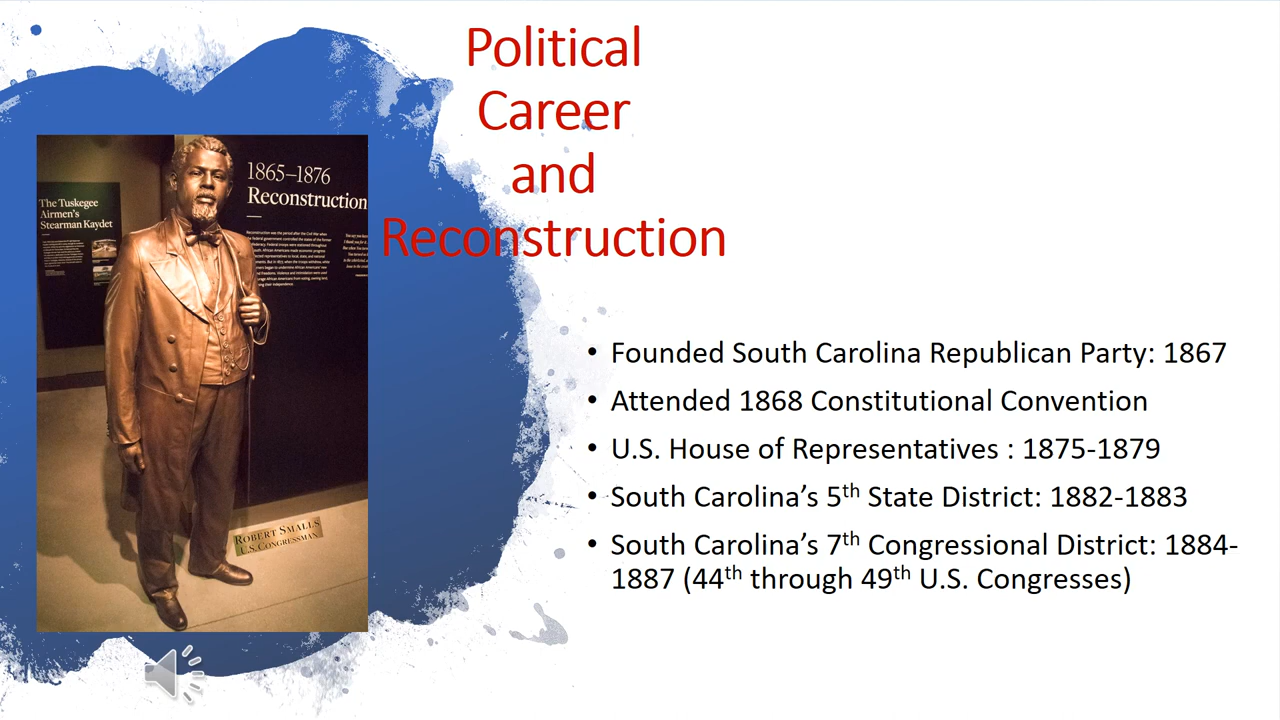 Political
Career
and
Reconstruction
The Tuskegee
Airmen's
Stearman Kaydet
1865–1876
Reconstruction
ROBERT SMALLS
U.S. CONGRESSMAN
• Founded South Carolina Republican Party: 1867
• Attended 1868 Constitutional Convention
• U.S. House of Representatives : 1875-1879
• South Carolina’s 5th State District: 1882-1883
• South Carolina’s 7th Congressional District: 1884-
1887 (44th through 49th U.S. Congresses)